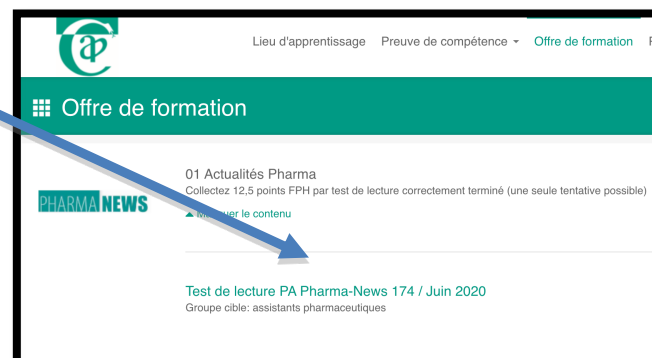 Lieu d'apprentissage Preuve de compétence Offre de formation
Offre de formation
01 Actualités Pharma
Collectez 12,5 points FPH par test de lecture correctement terminé (une seule tentative possible)
PHARMA NEWS
le contenu
Test de lecture PA Pharma-News 174 / Juin 2020
Groupe cible: assistants pharmaceutiques